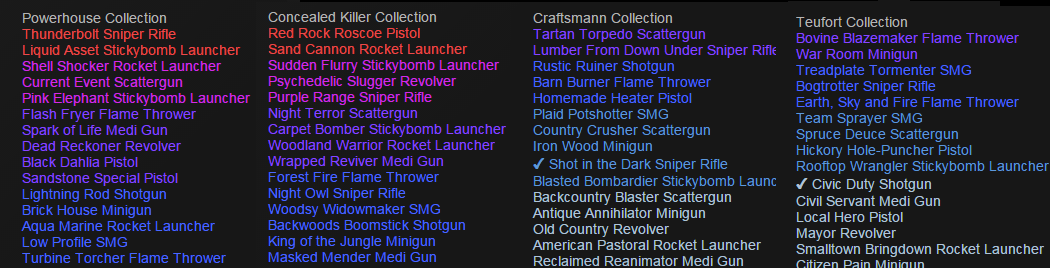 Powerhouse Collection
Thunderbolt Sniper Rifle
Liquid Asset Stickybomb Launcher
Shell Shocker Rocket Launcher
Current Event Scattergun
Pink Elephant Stickybomb Launcher
Flash Fryer Flame Thrower
Spark of Life Medi Gun
Dead Reckoner Revolver
Black Dahlia Pistol
Sandstone Special Pistol
Lightning Rod Shotgun
Brick House Minigun
Aqua Marine Rocket Launcher
Low Profile SMG
Turbine Torcher Flame Thrower
Concealed Killer Collection
Red Rock Roscoe Pistol
Sand Cannon Rocket Launcher
Sudden Flurry Stickybomb Launcher
Psychedelic Slugger Revolver
Purple Range Sniper Rifle
Night Terror Scattergun
Carpet Bomber Stickybomb Launcher
Woodland Warrior Rocket Launcher
Wrapped Reviver Medi Gun
Forest Fire Flame Thrower
Night Owl Sniper Rifle
Woodsy Widowmaker SMG
Backwoods Boomstick Shotgun
King of the Jungle Minigun
Masked Mender Medi Gun
Craftsmann Collection
Tartan Torpedo Scattergun
Lumber From Down Under Sniper Rifle
Rustic Ruiner Shotgun
Barn Burner Flame Thrower
Homemade Heater Pistol
Plaid Potshotter SMG
Country Crusher Scattergun
Iron Wood Minigun
✔ Shot in the Dark Sniper Rifle
Blasted Bombardier Stickybomb Launc
Backcountry Blaster Scattergun
Antique Annihilator Minigun
Old Country Revolver
American Pastoral Rocket Launcher
Reclaimed Reanimator Medi Gun
Teufort Collection
Bovine Blazemaker Flame Thrower
War Room Minigun
Treadplate Tormenter SMG
Bogtrotter Sniper Rifle
Earth, Sky and Fire Flame Thrower
Team Sprayer SMG
Spruce Deuce Scattergun
Hickory Hole-Puncher Pistol
Rooftop Wrangler Stickybomb Launcher
✔ Civic Duty Shotgun
Civil Servant Medi Gun
Local Hero Pistol
Mayor Revolver
Smalltown Bringdown Rocket Launcher
Citizen Pain Minigun